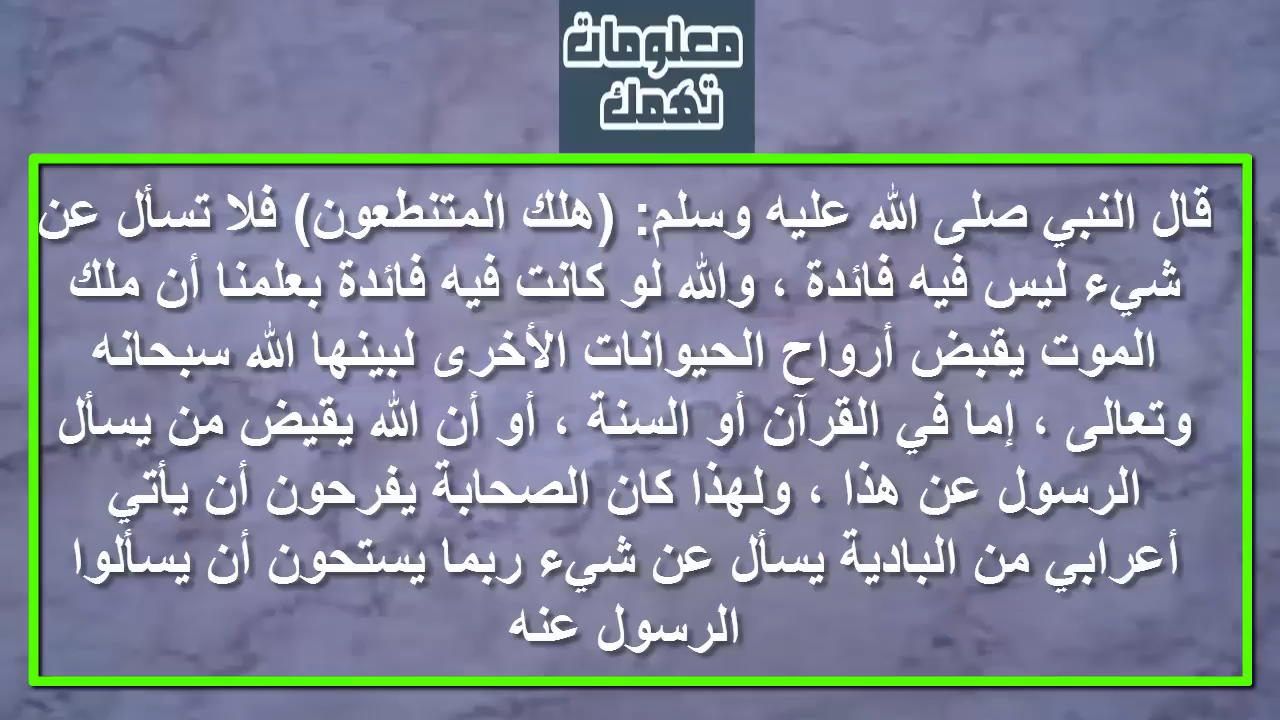 معلومات
تهمك
قال النبي صلى الله عليه وسلم: (هلك المتنطعون) فلا تسأل عن
شيء ليس فيه فائدة ، والله لو كانت فيه فائدة بعلمنا أن ملك
الموت يقبض أرواح الحيوانات الأخرى لبينها الله سبحانه
وتعالى ، إما في القرآن أو السنة ، أو أن الله يقيض من يسأل
الرسول عن هذا ، ولهذا كان الصحابة يفرحون أن يأتي
أعرابي من البادية يسأل عن شيء ربما يستحون أن يسألوا
الرسول عنه